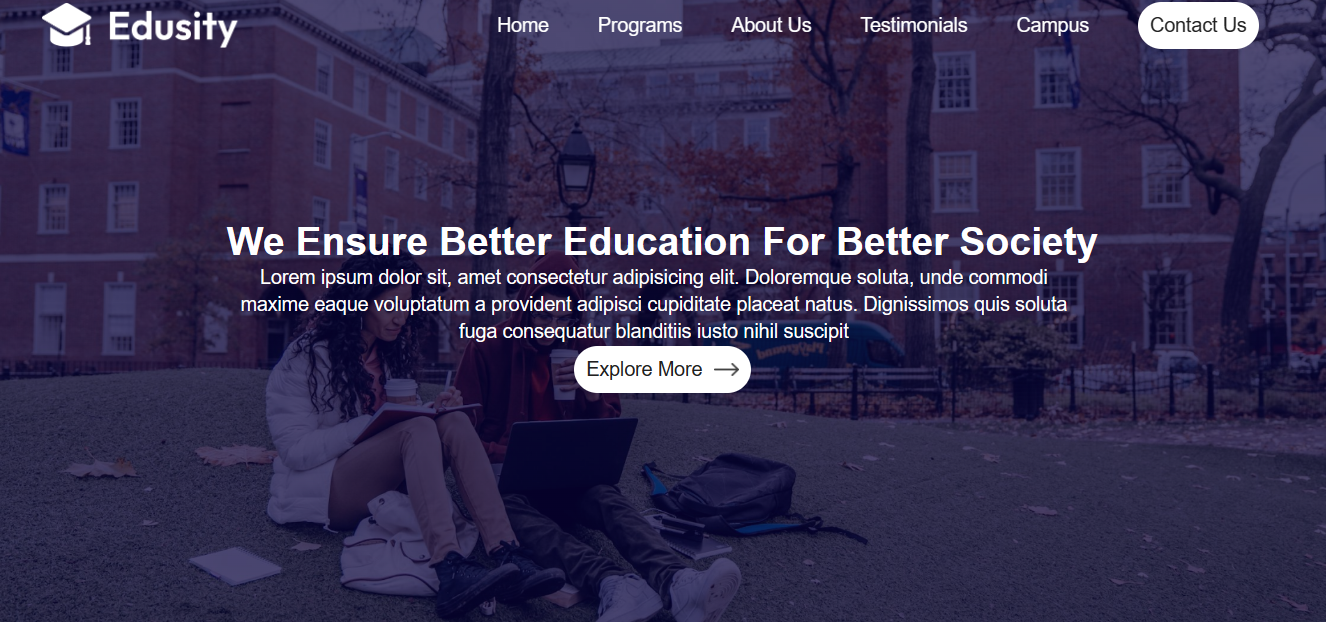 Edusity
Home Programs About Us Testimonials Campus Contact Us
We Ensure Better Education For Better Society
Lorem ipsum dolor sit, amet consectetur adipisicing elit. Doloremque soluta, unde commodi
maxime eaque voluptatum a provident adipisci cupiditate placeat natus. Dignissimos quis soluta
fuga consequatur blanditiis iusto nihil suscipit
Explore More